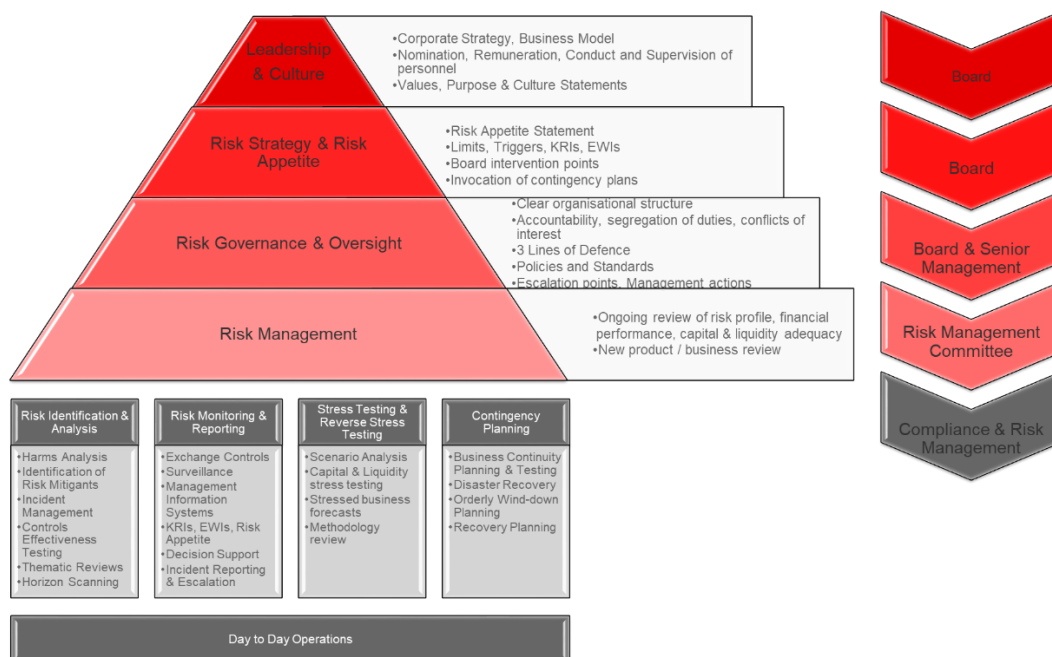 Leadership
& Culture
•Corporate Strategy, Business Model
•Nomination, Remuneration, Conduct and Supervision of
personnel
•Values, Purpose & Culture Statements
Risk Strategy & Risk
Appetite
•Risk Appetite Statement
•Limits, Triggers, KRIs, EWIs
•Board intervention points
•Invocation of contingency plans
Risk Governance & Oversight
•Clear organisational structure
•Accountability, segregation of duties, conflicts of
interest
•3 Lines of Defence
•Policies and Standards
•Escalation points, Management actions
Risk Management
•Ongoing review of risk profile, financial
performance, capital & liquidity adequacy
•New product / business review
Board
Board
Board & Senior
Management
Risk Management
Committee
Compliance & Risk
Management
Risk Identification &
Analysis
•Harms Analysis
•Identification of
Risk Mitigants
•Incident
Management
•Controls
Effectiveness
Testing
•Thematic Reviews
•Horizon Scanning
Risk Monitoring &
Reporting
•Exchange Controls
•Surveillance
•Management
Information
Systems
•KRIs, EWIs, Risk
Appetite
•Decision Support
•Incident Reporting
& Escalation
Stress Testing &
Reverse Stress
Testing
•Scenario Analysis
•Capital & Liquidity
stress testing
•Stressed business
forecasts
•Methodology
review
Contingency
Planning
•Business Continuity
Planning & Testing
•Disaster Recovery
•Orderly Wind-down
Planning
•Recovery Planning
Day to Day Operations